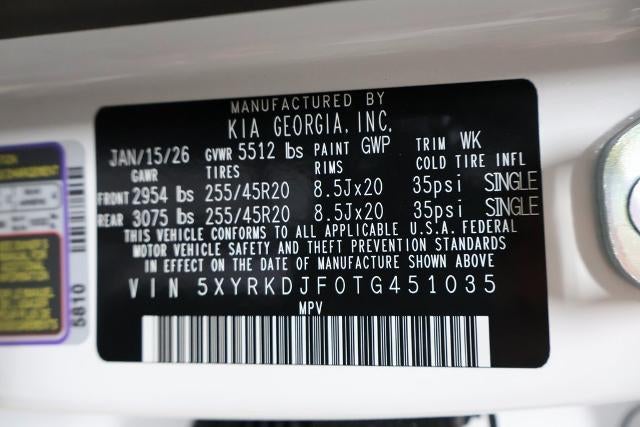 MANUFACTURED BY
KIA GEORGIA, INC.
JAN/15/26 GVWR 5512 lbs PAINT GWP TRIM WK
GAWR TIRES RIMS COLD TIRE INFL
FRONT 2954 lbs 255/45R20 8.5Jx20 35psi SINGLE
REAR 3075 lbs 255/45R20 8.5Jx20 35psi SINGLE
THIS VEHICLE CONFORMS TO ALL APPLICABLE U.S.A. FEDERAL
MOTOR VEHICLE SAFETY AND THEFT PREVENTION STANDARDS
IN EFFECT ON THE DATE OF MANUFACTURE SHOWN ABOVE
VIN 5XYRKDJF0TG451035
MPV
5810